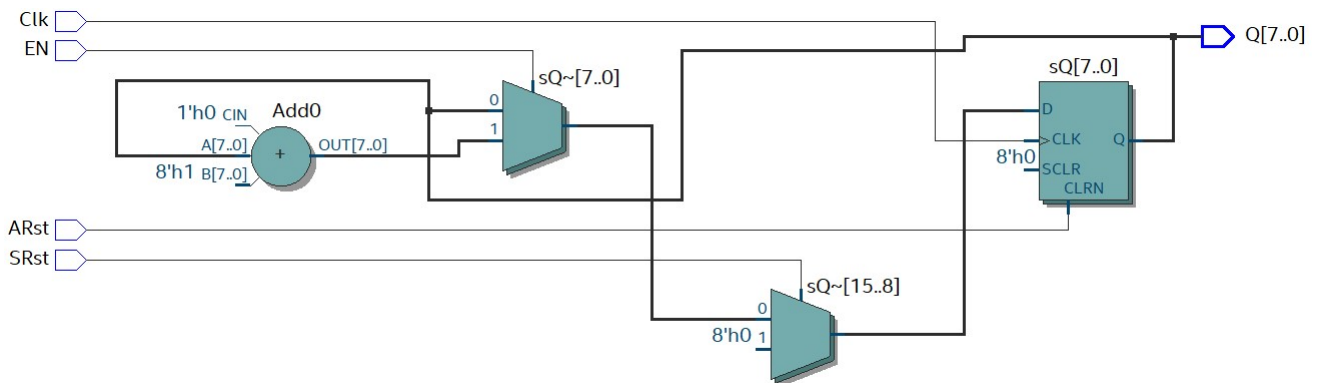 Clk
EN
Q[7..0]
sQ[7..0]
sQ~[7..0]
0
1
1'h0 CIN
Add0
A[7..0]
+
OUT[7..0]
8'h1 B[7..0]
D
CLK
Q
8'h0
SCLR
CLRN
ARst
SRst
sQ~[15..8]
0
8'h0 1